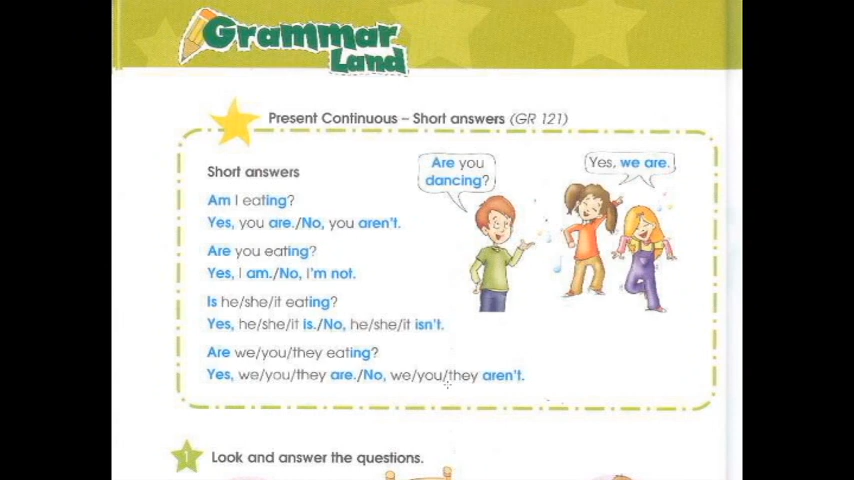 Grammar
Land
Present Continuous – Short answers (GR 121)
Short answers
Am I eating?
Yes, you are./No, you aren't.
Are you eating?
Yes, I am./No, I'm not.
Is he/she/it eating?
Yes, he/she/it is./No, he/she/it isn't.
Are we/you/they eating?
Yes, we/you/they are./No, we/you/they aren't.
Are you
dancing?
Yes, we are.
1 Look and answer the questions.